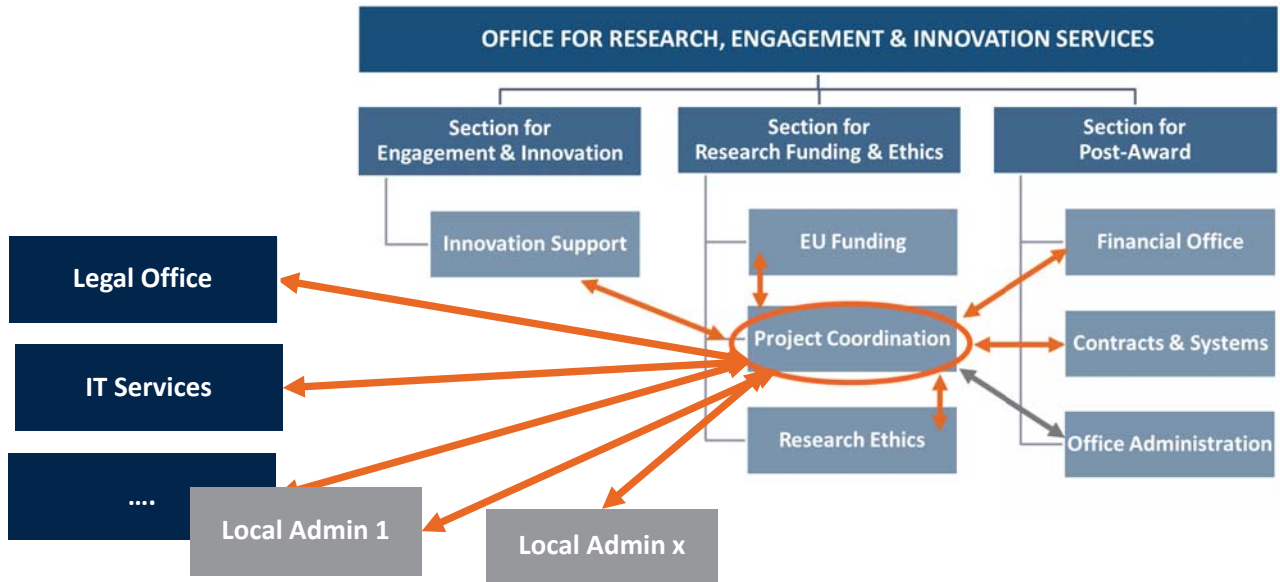 OFFICE FOR RESEARCH, ENGAGEMENT & INNOVATION SERVICES
Section for
Engagement & Innovation
Section for
Research Funding & Ethics
Section for
Post-Award
Innovation Support
EU Funding
Financial Office
Legal Office
Project Coordination
Contracts & Systems
IT Services
Research Ethics
Office Administration
....
Local Admin 1
Local Admin x